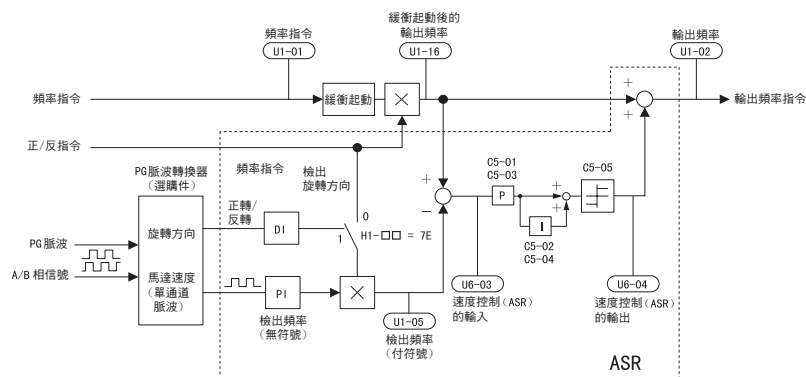 頻率指令
U1-01
緩衝起動後的
輸出頻率
U1-16
輸出頻率
U1-02
頻率指令
緩衝起動
×
+
+
輸出頻率指令
正/反指令
PG脈波轉換器
(選購件)
頻率指令
檢出
旋轉方向
C5-01
C5-03
C5-05
正轉/
反轉
0
+
P
+
+
旋轉方向
DI
1
H1-□□ = 7E
−
I
C5-02
C5-04
PG脈波
A/B相信號
馬達速度
(單通道
脈波)
PI
×
檢出頻率
(無符號)
U1-05
檢出頻率
(付符號)
U6-03
速度控制(ASR)
的輸入
U6-04
速度控制(ASR)
的輸出
ASR